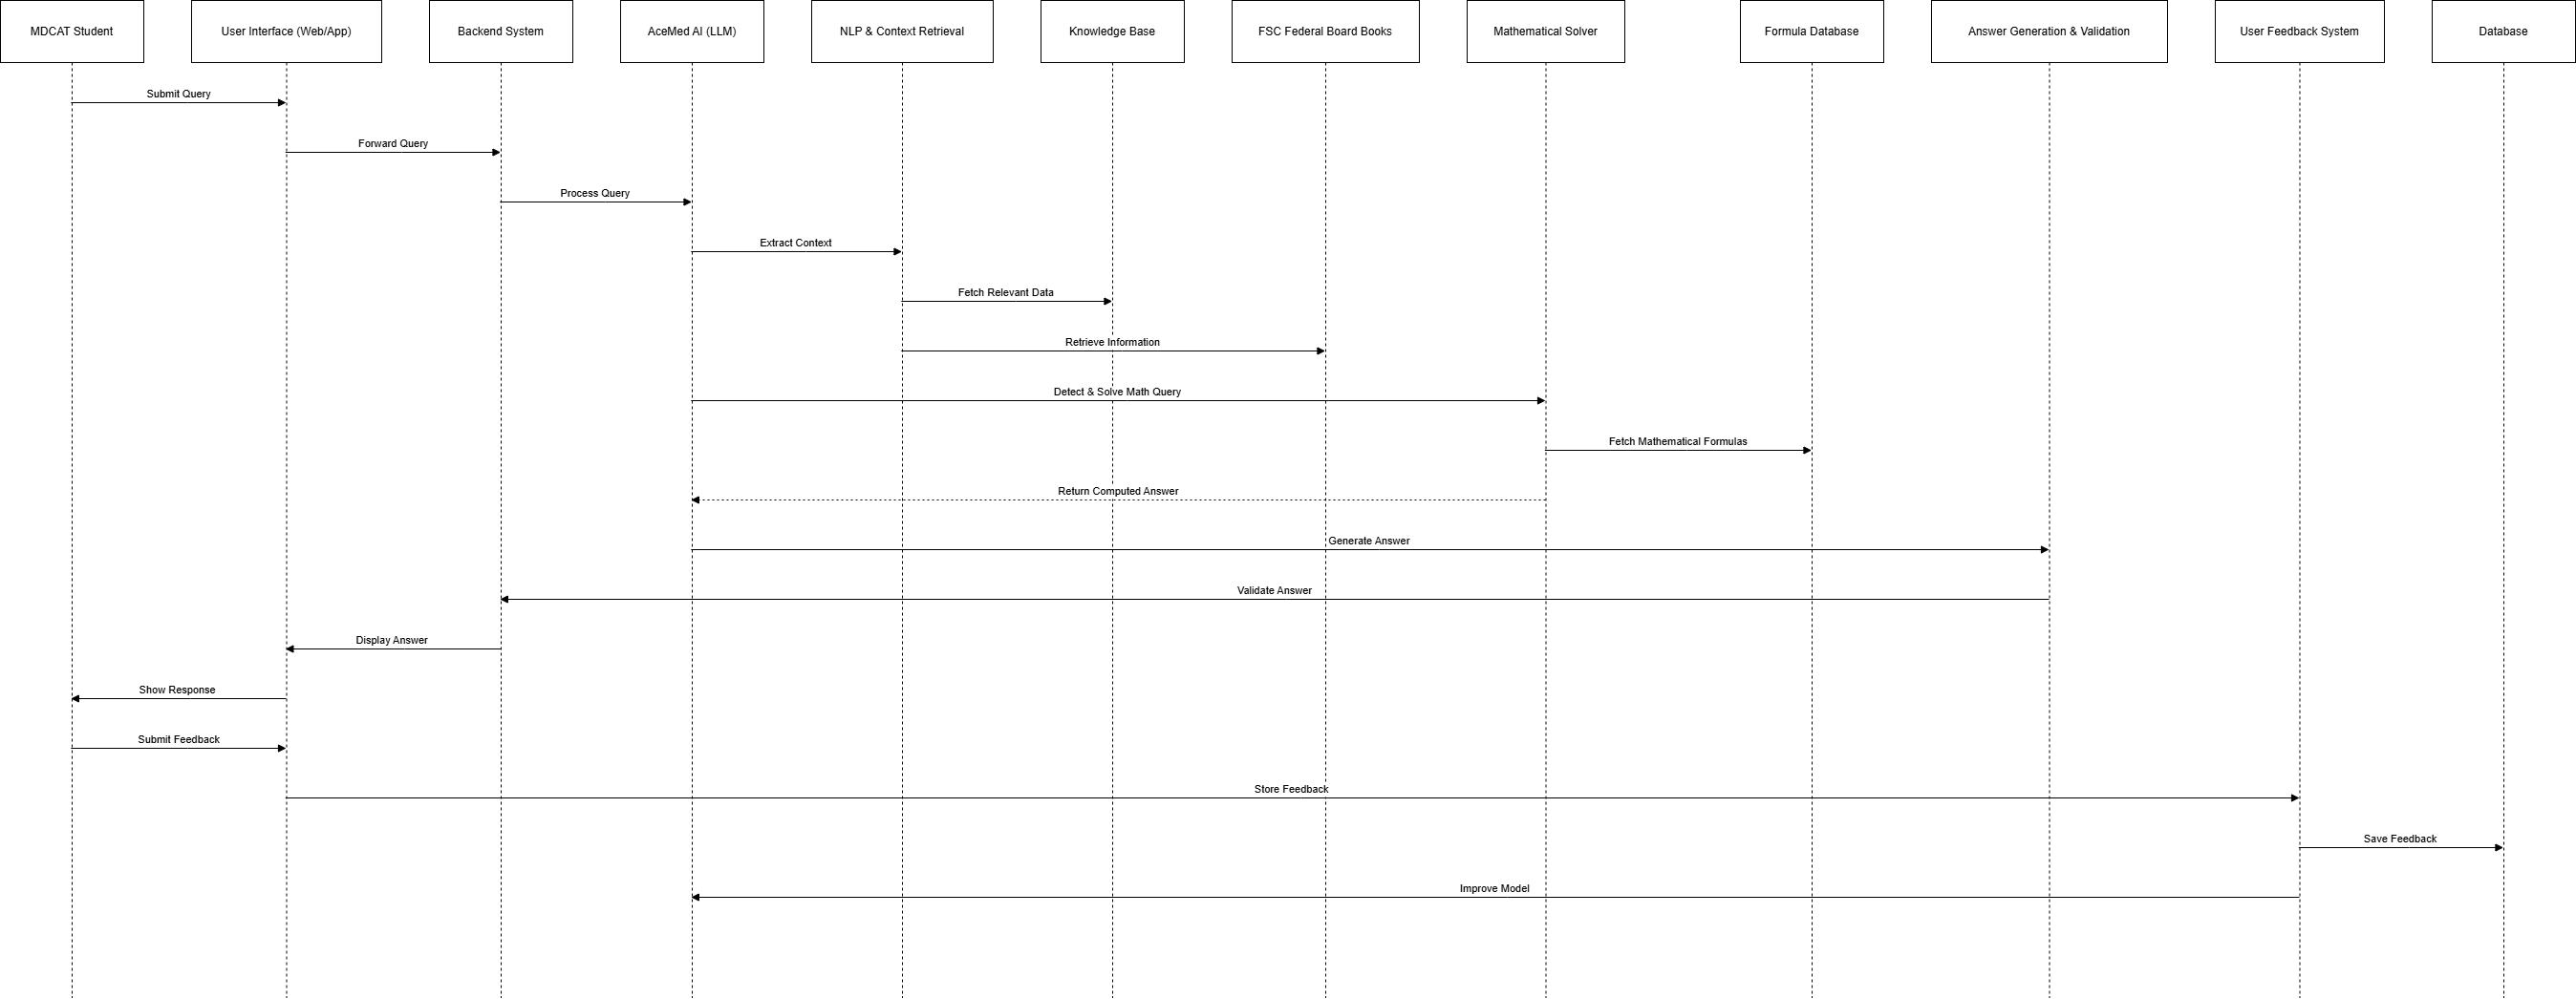 MDCAT Student
User Interface (Web/App)
Backend System
AceMed AI (LLM)
NLP & Context Retrieval
Knowledge Base
FSC Federal Board Books
Mathematical Solver
Formula Database
Answer Generation & Validation
User Feedback System
Database
Submit Query
Forward Query
Process Query
Extract Context
Fetch Relevant Data
Retrieve Information
Detect & Solve Math Query
Fetch Mathematical Formulas
Return Computed Answer
Generate Answer
Validate Answer
Display Answer
Show Response
Submit Feedback
Store Feedback
Save Feedback
Improve Model